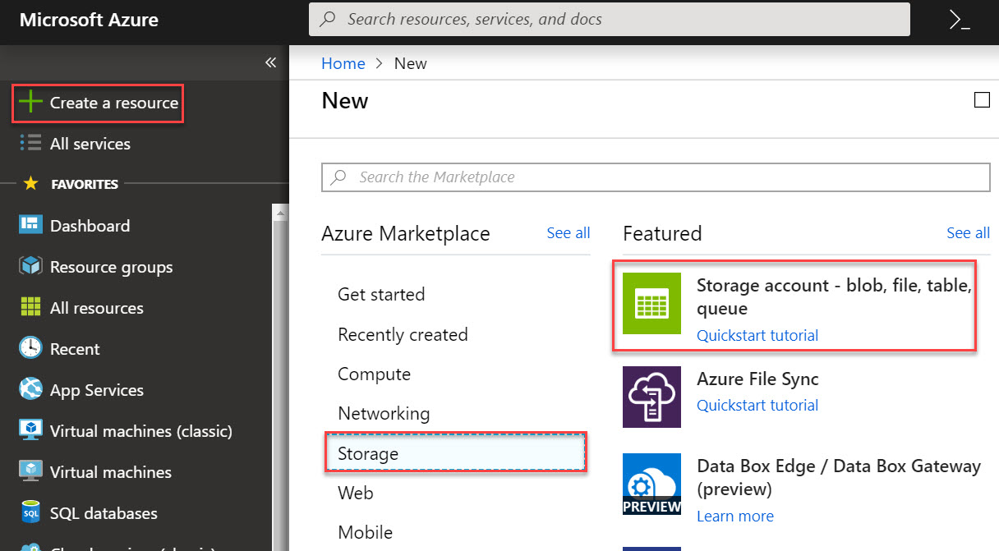 Microsoft Azure
Search resources, services, and docs
Create a resource
All services
FAVORITES
Dashboard
Resource groups
All resources
Recent
App Services
Virtual machines (classic)
Virtual machines
SQL
SQL databases
Home > New
New
Search the Marketplace
Azure Marketplace
See all
Get started
Recently created
Compute
Networking
Storage
Web
Mobile
Featured
See all
Storage account - blob, file, table,
queue
Quickstart tutorial
Azure File Sync
Quickstart tutorial
PREVIEW
Data Box Edge / Data Box Gateway
(preview)
Learn more